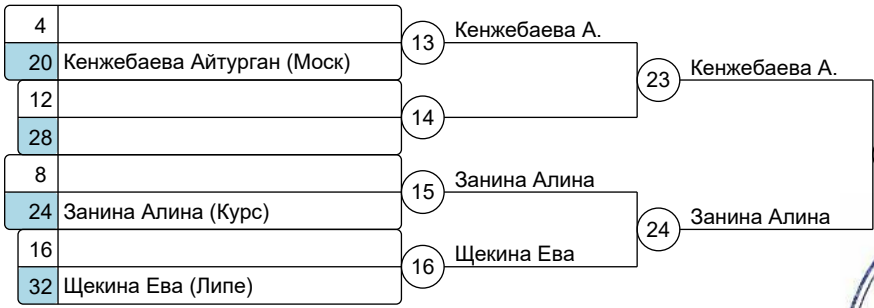 4
20 Кенжебаева Айтурган (Моск)
12
28
8
24 Занина Алина (Курс)
16
32 Щекина Ева (Липе)
13 Кенжебаева А.
14
15 Занина Алина
16 Щекина Ева
23 Кенжебаева А.
24 Занина Алина